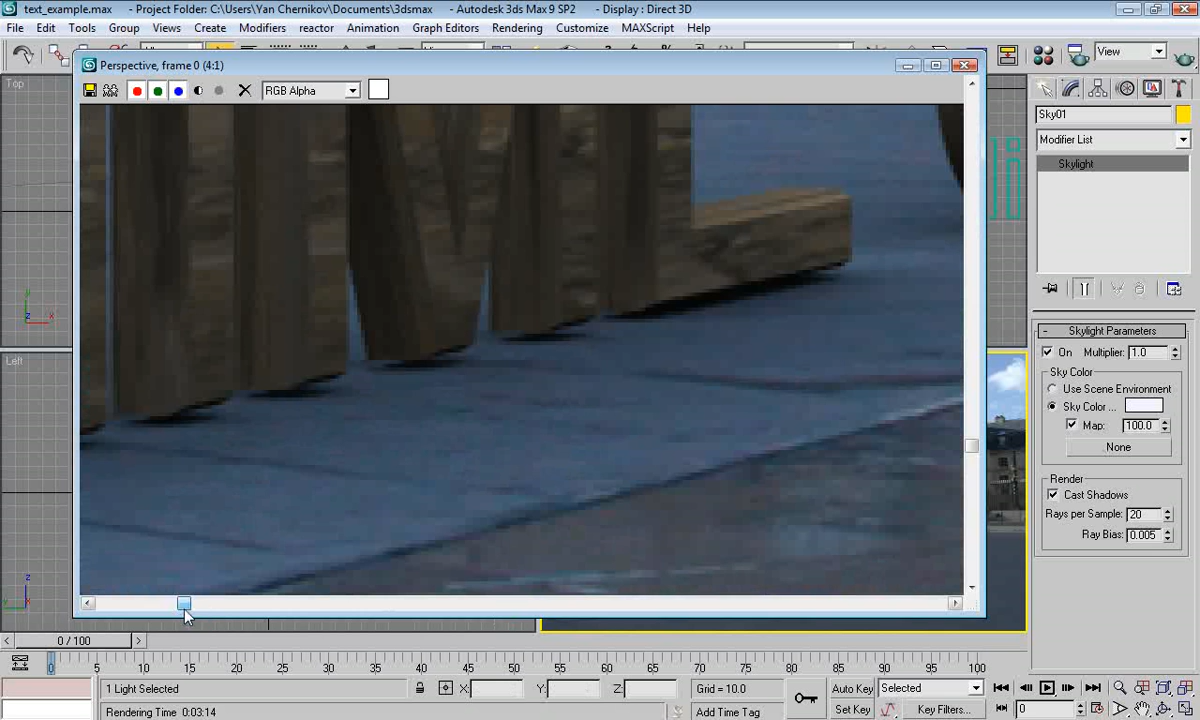 text_example.max - Project Folder: C:\Users\Yan Chernikov\Documents\3dsmax - Autodesk 3ds Max 9 SP2 - Display : Direct 3D
File Edit Tools Group Views Create Modifiers reactor Animation Graph Editors Rendering Customize MAXScript Help
View
Perspective, frame 0 (4:1)
RGB Alpha
Top
Left
Sky01
Modifier List
Skylight
- Skylight Parameters
On Multiplier: 1.0
Sky Color
Use Scene Environment
Sky Color...
Map: 100.0
None
Render
Cast Shadows
Rays per Sample: 20
Ray Bias: 0.005
y
x
z
z
y
x
< 0 / 100 >
0 5 10 15 20 25 30 35 40 45 50 55 60 65 70 75 80 85 90 95 100
1 Light Selected X: Y: Z: Grid = 10.0 Auto Key Selected
Rendering Time 0:03:14 Add Time Tag Set Key Key Filters... 0